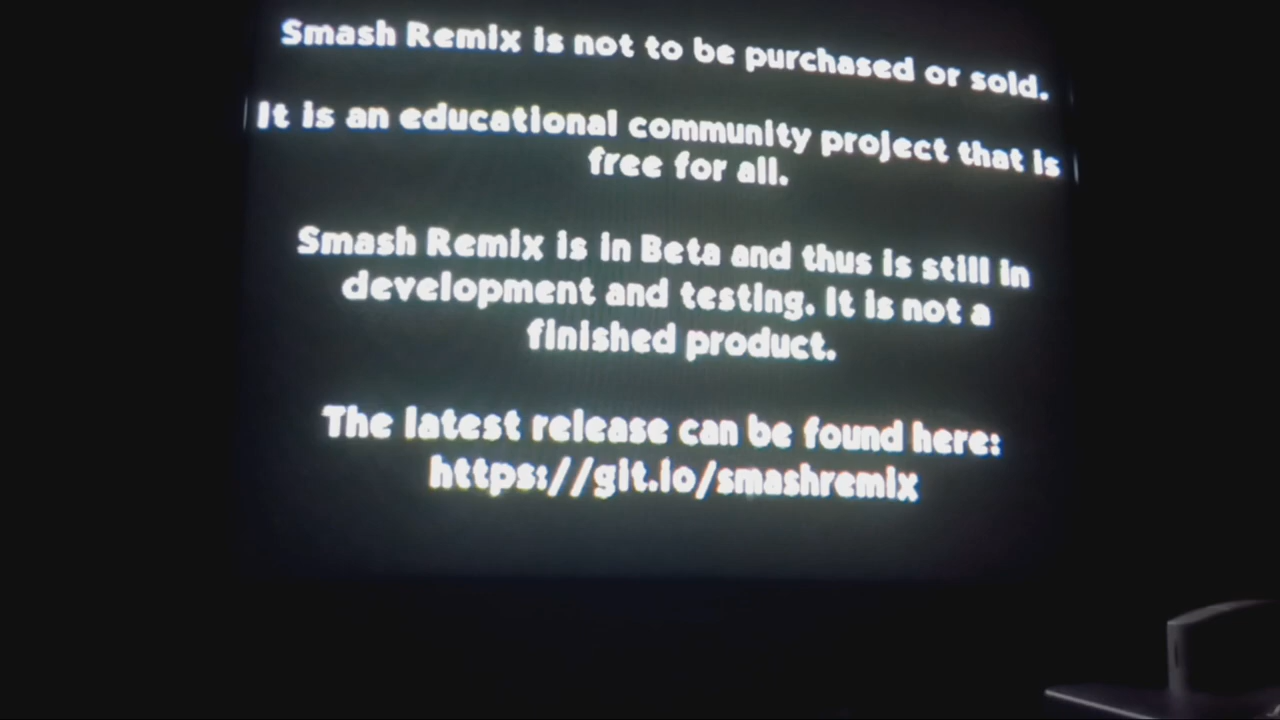 Smash Remix is not to be purchased or sold.
It is an educational community project that is
free for all.
Smash Remix is in Beta and thus is still in
development and testing. It is not a
finished product.
The latest release can be found here:
https://git.io/smashremix